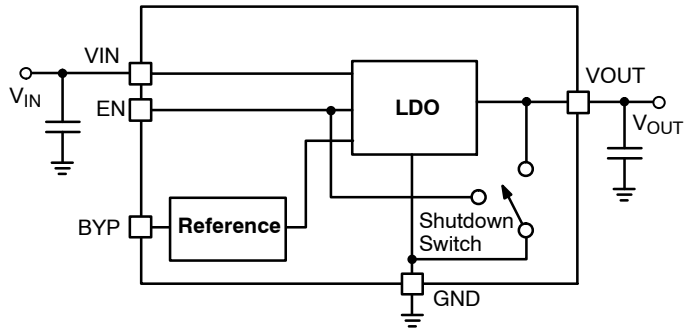 VIN
VOUT
V_IN
EN
LDO
V_OUT
BYP
Reference
Shutdown
Switch
GND